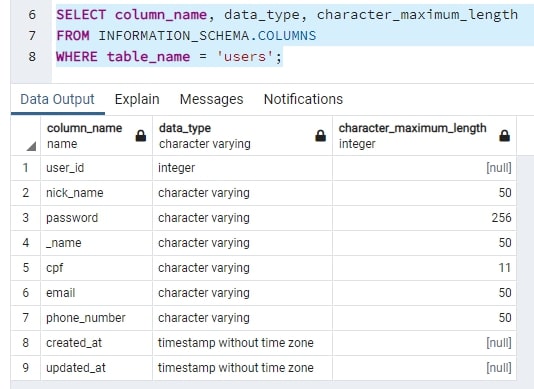 6 SELECT column_name, data_type, character_maximum_length
7 FROM INFORMATION_SCHEMA.COLUMNS
8 WHERE table_name = 'users';
Data Output Explain Messages Notifications
column_name data_type character_maximum_length
name character varying integer
1 user_id integer [null]
2 nick_name character varying 50
3 password character varying 256
4 _name character varying 50
5 cpf character varying 11
6 email character varying 50
7 phone_number character varying 50
8 created_at timestamp without time zone [null]
9 updated_at timestamp without time zone [null]